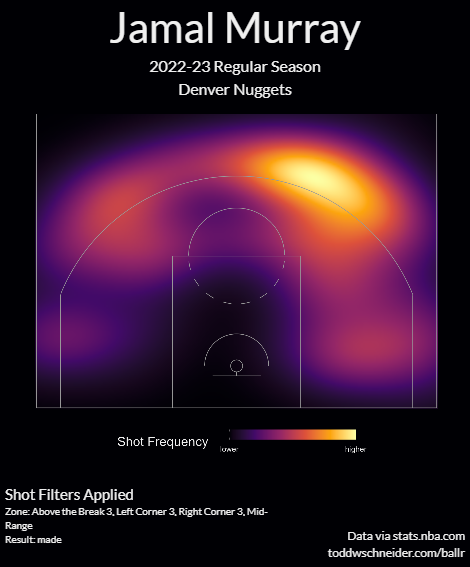 Jamal Murray
2022-23 Regular Season
Denver Nuggets
Shot Frequency
lower
higher
Shot Filters Applied
Zone: Above the Break 3, Left Corner 3, Right Corner 3, Mid-
Range
Result: made
Data via stats.nba.com
toddwschneider.com/ballr